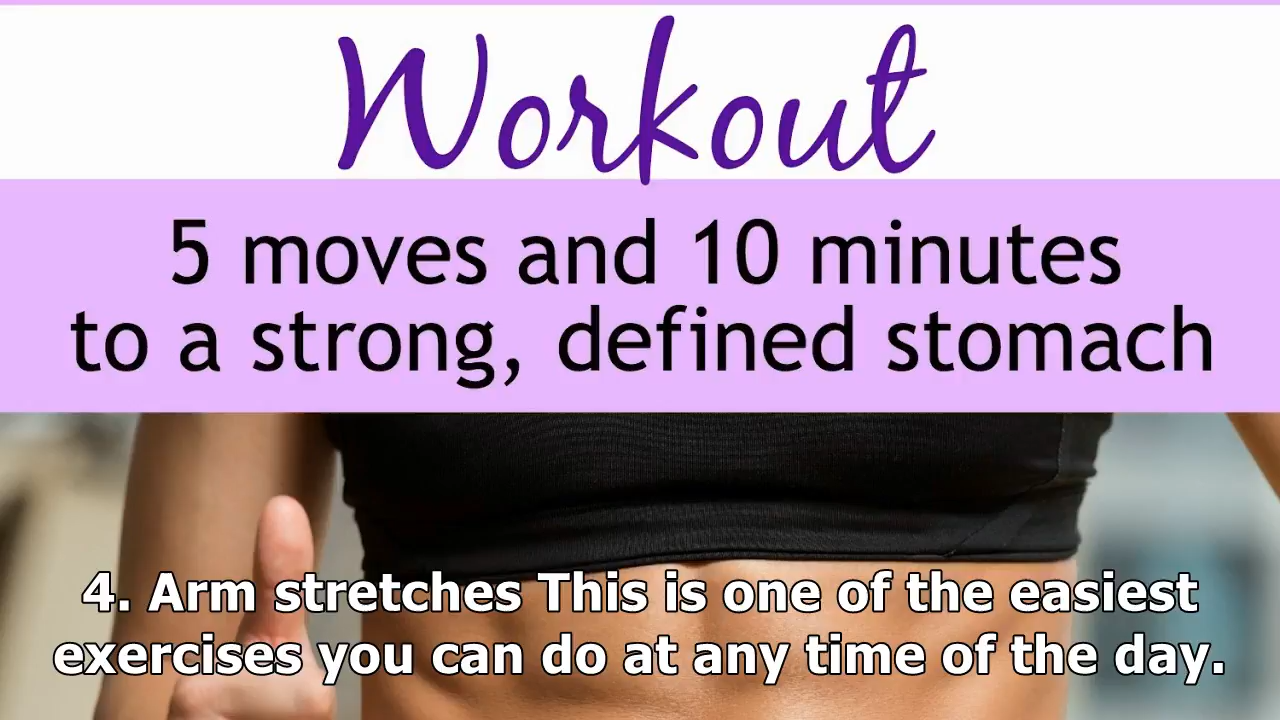 Workout
5 moves and 10 minutes
to a strong, defined stomach
4. Arm stretches This is one of the easiest
exercises you can do at any time of the day.